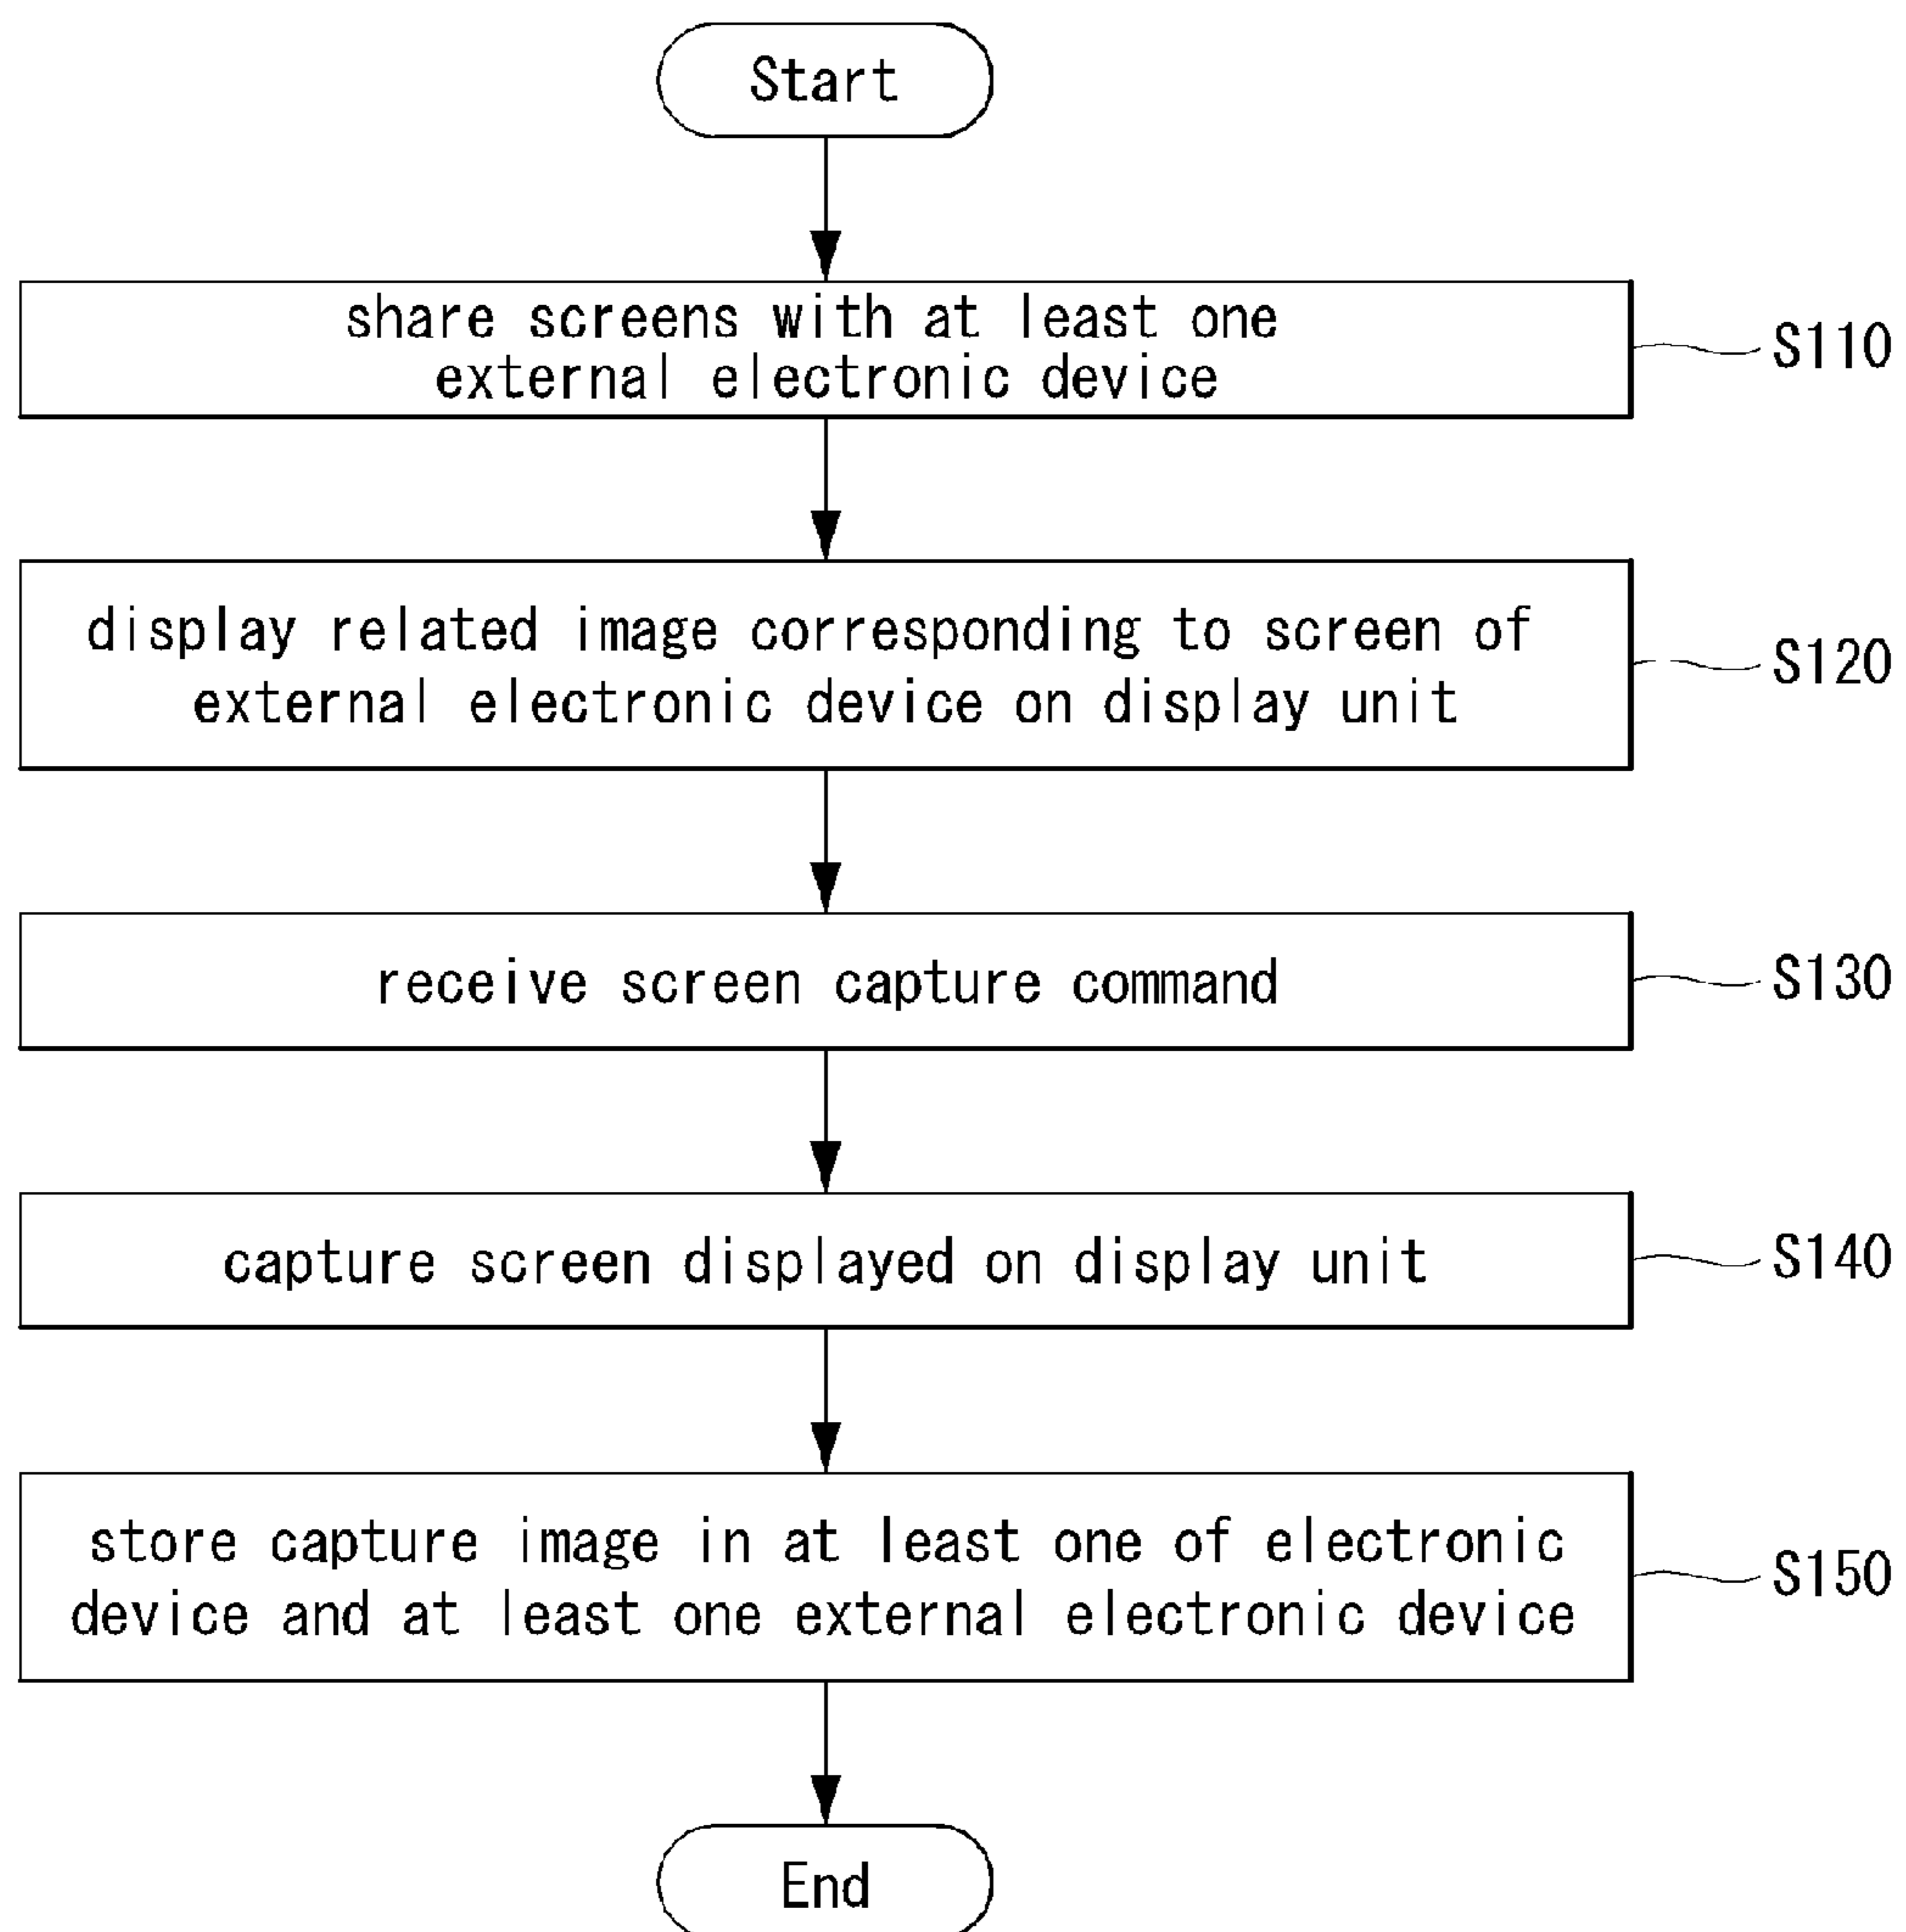 Start
share screens with at least one
external electronic device
S110
display related image corresponding to screen of
external electronic device on display unit
S120
receive screen capture command
S130
capture screen displayed on display unit
S140
store capture image in at least one of electronic
device and at least one external electronic device
S150
End